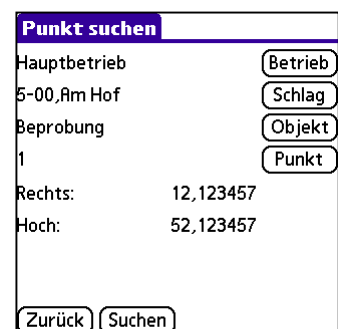 Punkt suchen
Hauptbetrieb Betrieb
5-00,Am Hof Schlag
Beprobung Objekt
1 Punkt
Rechts: 12,123457
Hoch: 52,123457
Zurück Suchen